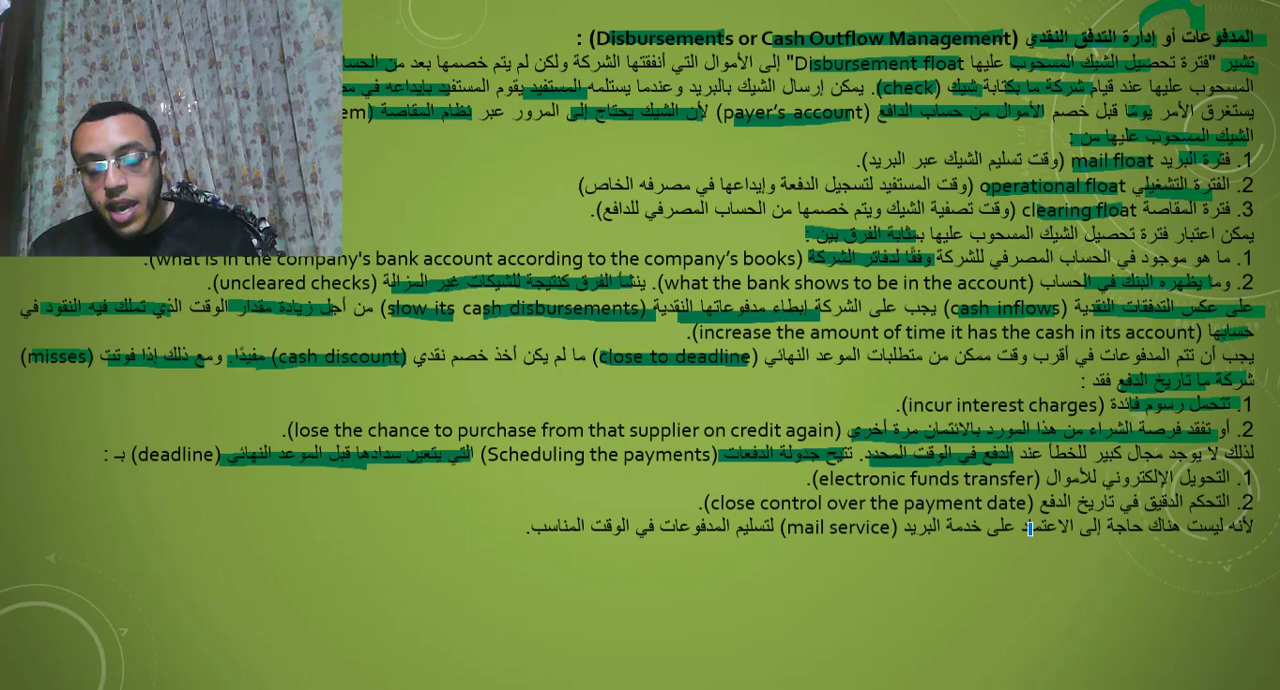 المدفوعات أو إدارة التدفق النقدي (Disbursements or Cash Outflow Management) :
تشير "فترة تحصيل الشيك المسحوب عليها Disbursement float" إلى الأموال التي أنفقتها الشركة ولكن لم يتم خصمها بعد من
المسحوب عليها عند قيام شركة ما بكتابة شيك (check). يمكن إرسال الشيك بالبريد وعندما يستلمه المستفيد يقوم المستفيد بإيداعه في
يستغرق الأمر يومًا قبل خصم الأموال من حساب الدافع (payer's account) لأن الشيك يحتاج إلى المرور عبر نظام المقاصة
الشيك المسحوب عليها من :
1. فترة البريد mail float (وقت تسليم الشيك عبر البريد).
2. الفترة التشغيلي operational float (وقت المستفيد لتسجيل الدفعة وإيداعها في مصرفه الخاص)
3. فترة المقاصة clearing float (وقت تصفية الشيك ويتم خصمها من الحساب المصرفي للدافع).
يمكن اعتبار فترة تحصيل الشيك المسحوب عليها بمثابة الفرق بين :
1. ما هو موجود في الحساب المصرفي للشركة وفقًا لدفاتر الشركة (what is in the company's bank account according to the company's books).
2. وما يظهره البنك في الحساب (what the bank shows to be in the account). ينشأ الفرق كنتيجة للشيكات غير المزالة (uncleared checks).
على عكس التدفقات النقدية (cash inflows) يجب على الشركة إبطاء مدفوعاتها النقدية (slow its cash disbursements) من أجل زيادة مقدار الوقت الذي تملك فيه النقود في
حسابها (increase the amount of time it has the cash in its account).
يجب أن تتم المدفوعات في أقرب وقت ممكن من متطلبات الموعد النهائي (close to deadline) ما لم يكن أخذ خصم نقدي (cash discount) مفيدًا. ومع ذلك إذا فوتت (misses)
شركة ما تاريخ الدفع فقد :
1. تتحمل رسوم فائدة (incur interest charges).
2. أو تفقد فرصة الشراء من هذا المورد بالائتمان مرة أخرى (lose the chance to purchase from that supplier on credit again).
لذلك لا يوجد مجال كبير للخطأ عند الدفع في الوقت المحدد. تتيح جدولة الدفعات (Scheduling the payments) التي يتعين سدادها قبل الموعد النهائي (deadline) بـ :
1. التحويل الإلكتروني للأموال (electronic funds transfer).
2. التحكم الدقيق في تاريخ الدفع (close control over the payment date).
لأنه ليست هناك حاجة إلى الاعتماد على خدمة البريد (mail service) لتسليم المدفوعات في الوقت المناسب.